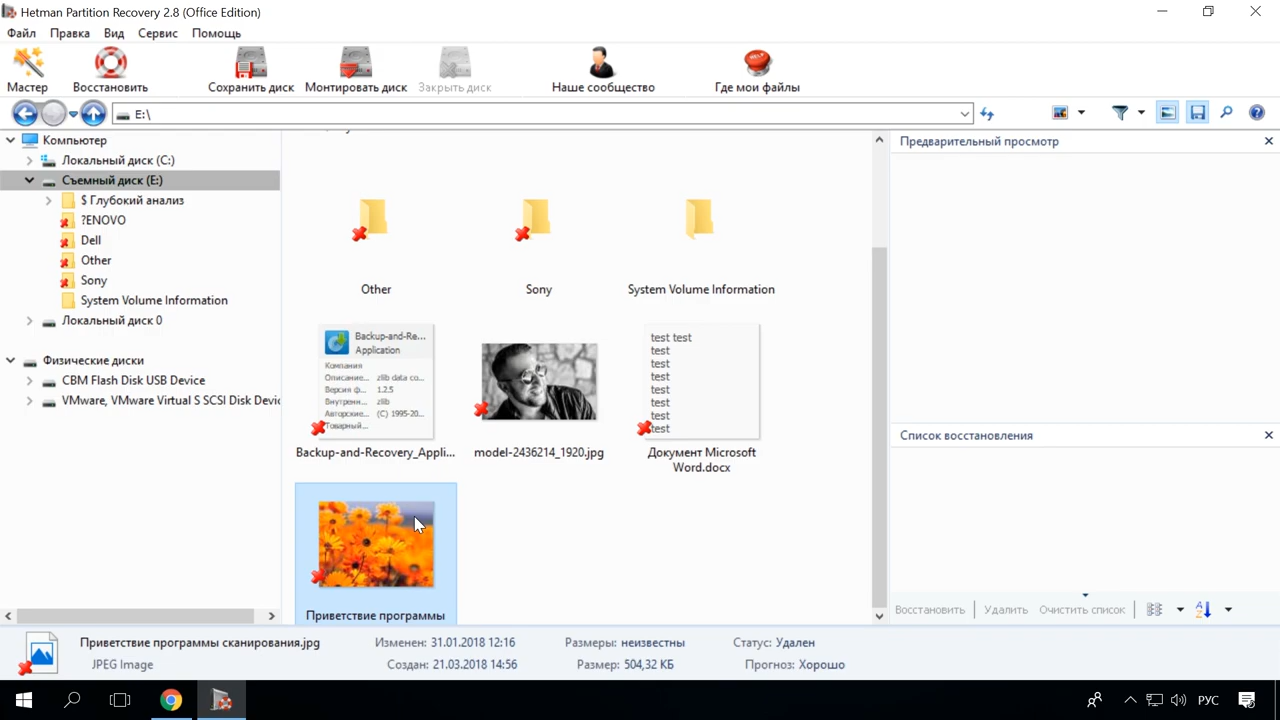 Hetman Partition Recovery 2.8 (Office Edition)
Файл Правка Вид Сервис Помощь
Мастер Восстановить Сохранить диск Монтировать диск Закрыть диск Наше сообщество Где мои файлы
HELP
E:\
Компьютер
Локальный диск (C:)
Съемный диск (E:)
$ Глубокий анализ
?ENOVO
Dell
Other
Sony
System Volume Information
Локальный диск 0
Физические диски
CBM Flash Disk USB Device
VMware, VMware Virtual S SCSI Disk Devic
Other
Sony
System Volume Information
Backup-and-Re...
Application
Компания
Описание... zlib data co...
Версия ф... 1.2.5
Внутренн... zlib
Авторские... (C) 1995-20...
Товарный...
Backup-and-Recovery_Appli...
model-2436214_1920.jpg
test test
test
test
test
test
test
test
test
Документ Microsoft
Word.docx
Приветствие программы
Предварительный просмотр
Список восстановления
Восстановить Удалить Очистить список
Приветствие программы сканирования.jpg
JPEG Image
Изменен: 31.01.2018 12:16
Создан: 21.03.2018 14:56
Размеры: неизвестны
Размер: 504,32 КБ
Статус: Удален
Прогноз: Хорошо
РУС